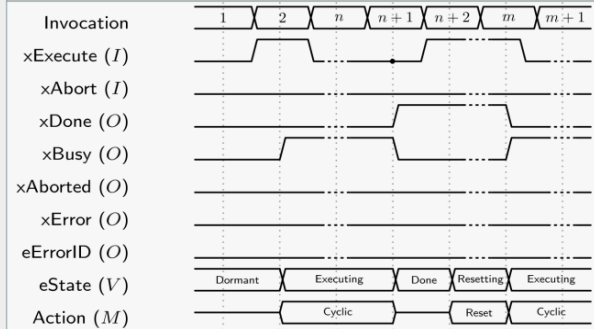 Invocation 1 2 n n + 1 n + 2 m m + 1
xExecute (I)
xAbort (I)
xDone (O)
xBusy (O)
xAborted (O)
xError (O)
eErrorID (O)
eState (V) Dormant Executing Done Resetting Executing
Action (M) Cyclic Reset Cyclic